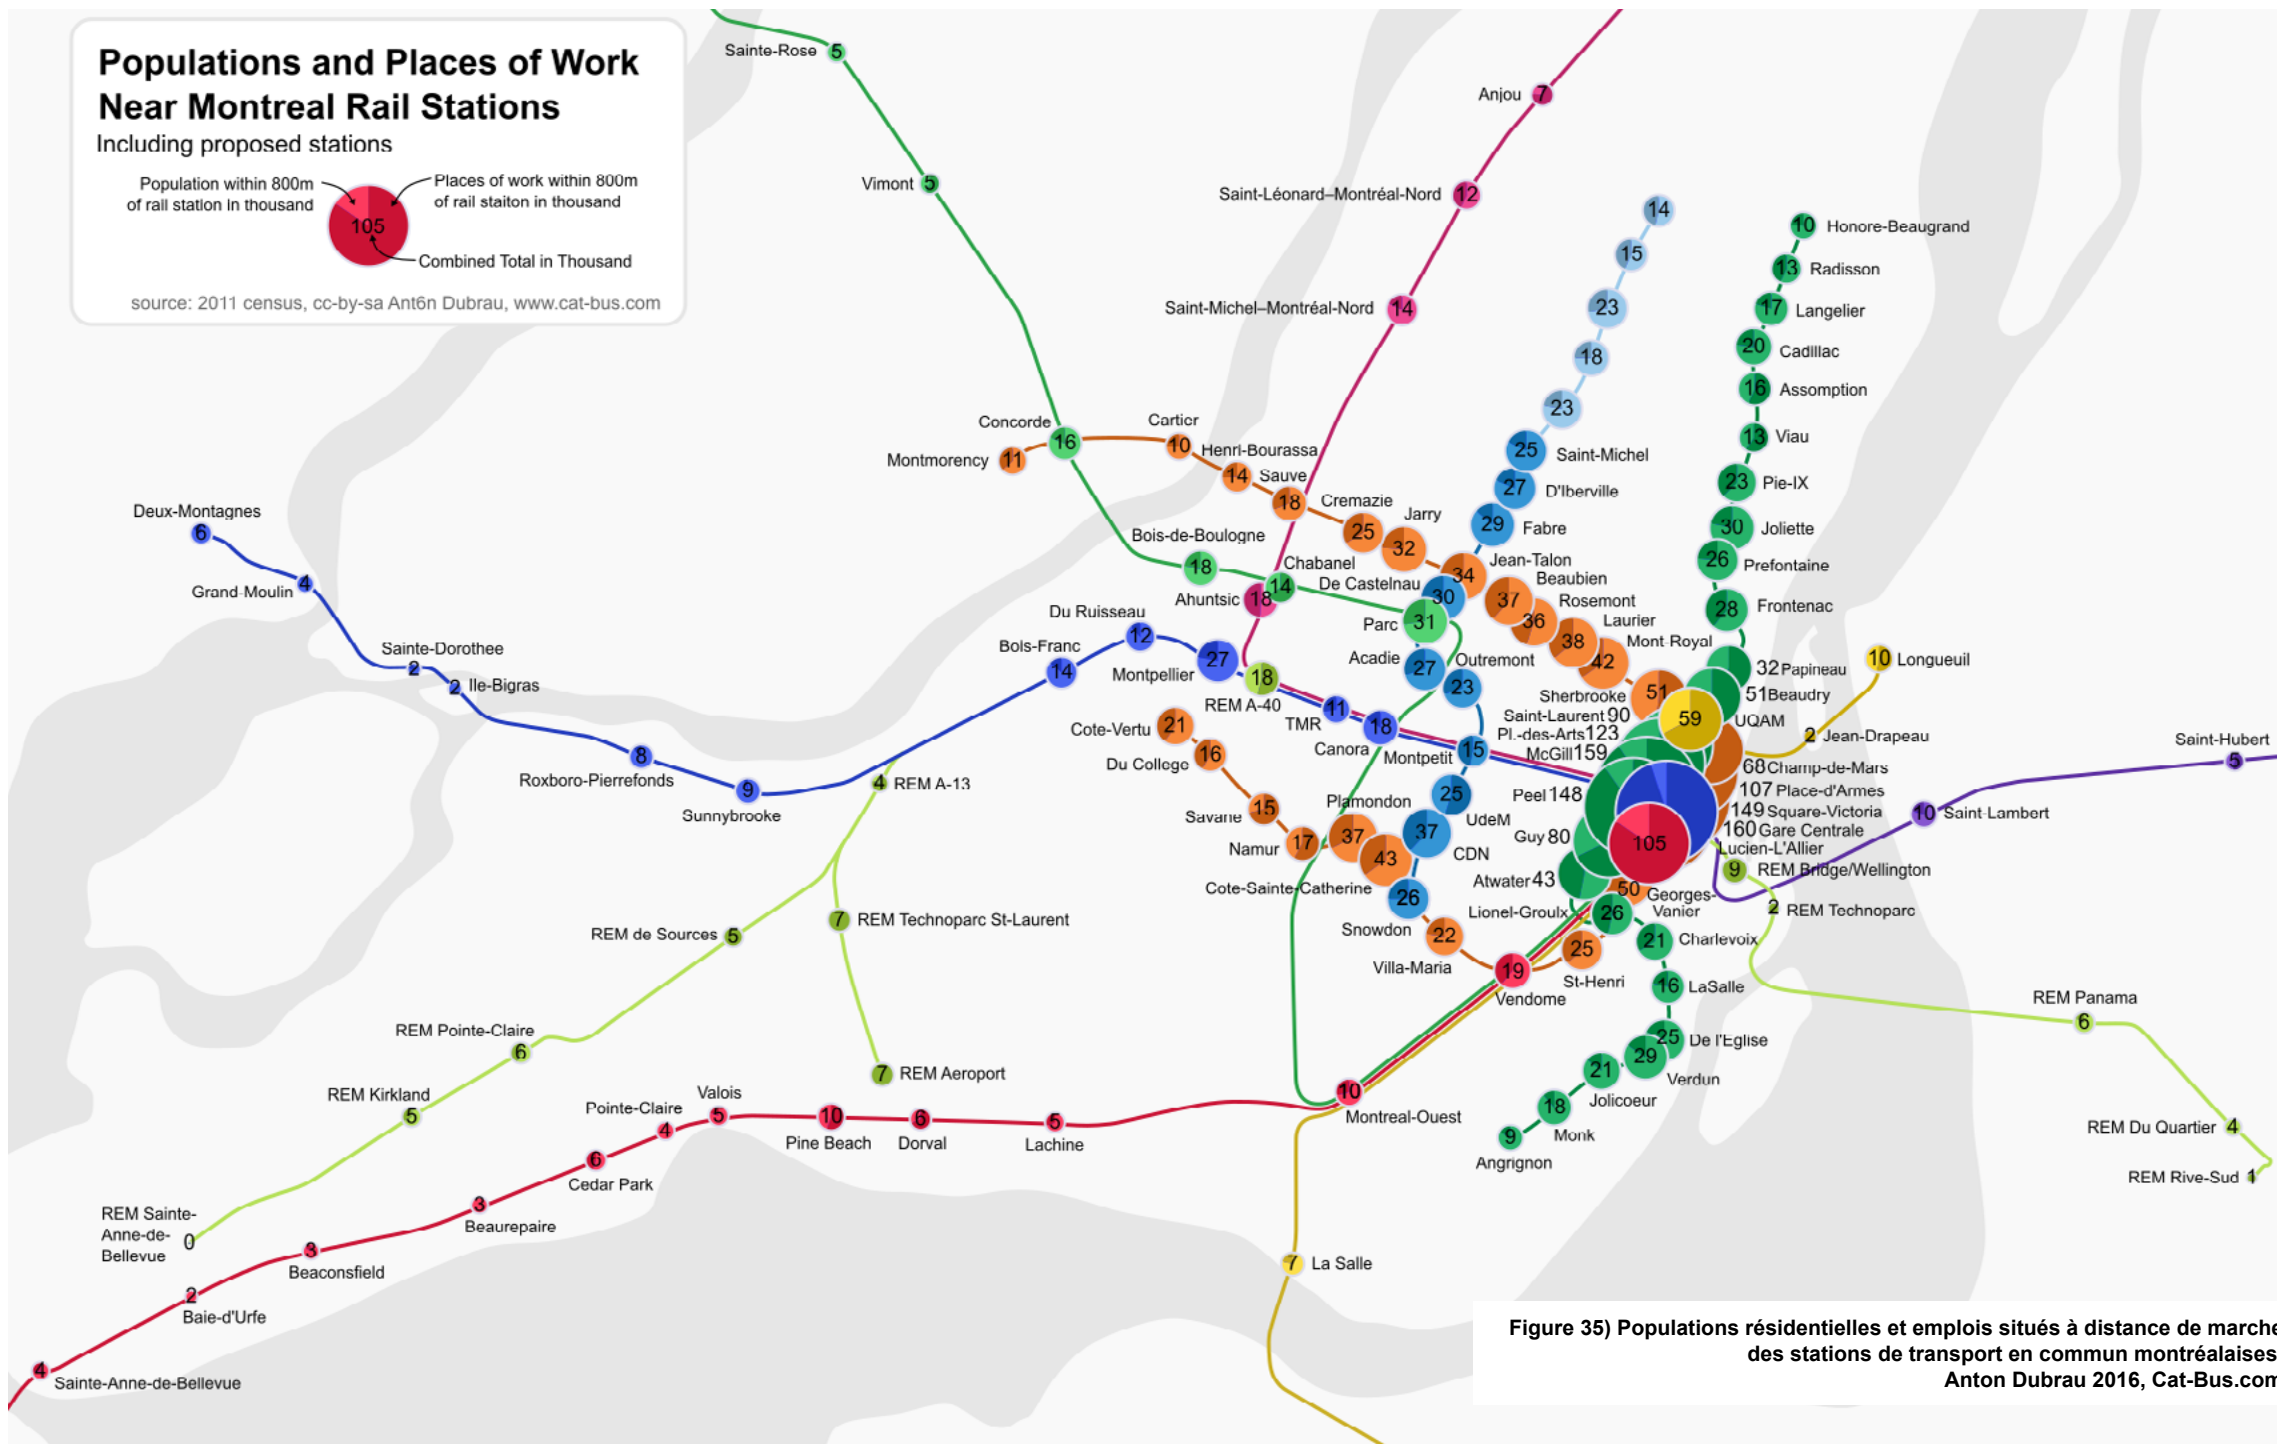 Populations and Places of Work
Near Montreal Rail Stations
Including proposed stations
Population within 800m
of rail station in thousand
Places of work within 800m
of rail staiton in thousand
105
Combined Total in Thousand
source: 2011 census, cc-by-sa Ant6n Dubrau, www.cat-bus.com
Sainte-Rose 5
Vimont 5
Concorde 16
Bois-de-Boulogne 18
Chabanel 14
Parc 31
Anjou 7
Saint-Léonard–Montréal-Nord 12
Saint-Michel–Montréal-Nord 14
Ahuntsic 18
Montmorency 11
Cartier 10
Henri-Bourassa 14
Sauve 18
Cremazie 25
Jarry 32
Jean-Talon 34
Beaubien 37
Rosemont 36
Laurier 38
Mont-Royal 42
Sherbrooke 51
14
15
23
18
23
25 Saint-Michel
27 D'Iberville
29 Fabre
De Castelnau 30
Acadie 27
Outremont 23
Montpetit 15
UdeM 25
CDN 37
Snowdon 26
10 Honore-Beaugrand
13 Radisson
17 Langelier
20 Cadillac
16 Assomption
13 Viau
23 Pie-IX
30 Joliette
26 Prefontaine
28 Frontenac
32 Papineau
51 Beaudry
59 UQAM
Saint-Laurent 90
Pl.-des-Arts 123
McGill 159
Peel 148
Guy 80
Atwater 43
Lionel-Groulx 26
68 Champ-de-Mars
107 Place-d'Armes
149 Square-Victoria
160 Gare Centrale
Lucien-L'Allier
105
50 Georges-
Vanier
21 Charlevoix
16 LaSalle
25 De l'Eglise
29 Verdun
21 Jolicoeur
18 Monk
9 Angrignon
10 Longueuil
2 Jean-Drapeau
Saint-Hubert 5
10 Saint-Lambert
9 REM Bridge/Wellington
2 REM Technoparc
REM Panama
6
REM Du Quartier 4
REM Rive-Sud 1
Deux-Montagnes
6
Grand-Moulin 4
Sainte-Dorothee
2
2 Ile-Bigras
8
Roxboro-Pierrefonds
9
Sunnybrooke
Bois-Franc
14
Du Ruisseau
12
Montpellier 27
REM A-40 18
TMR 11
Canora 18
Cote-Vertu 21
Du College 16
Savane 15
Namur 17
Plamondon 37
Cote-Sainte-Catherine 43
Villa-Maria 22
Vendome 19
St-Henri 25
4 REM A-13
7 REM Technoparc St-Laurent
7 REM Aeroport
REM de Sources 5
REM Pointe-Claire
6
REM Kirkland
5
REM Sainte-
Anne-de-
Bellevue 0
10
Montreal-Ouest
5
Lachine
6
Dorval
10
Pine Beach
Valois
5
Pointe-Claire
4
6
Cedar Park
3
Beaurepaire
3
Beaconsfield
2
Baie-d'Urfe
4
Sainte-Anne-de-Bellevue
7 La Salle
Figure 35) Populations résidentielles et emplois situés à distance de marche
des stations de transport en commun montréalaises
Anton Dubrau 2016, Cat-Bus.com